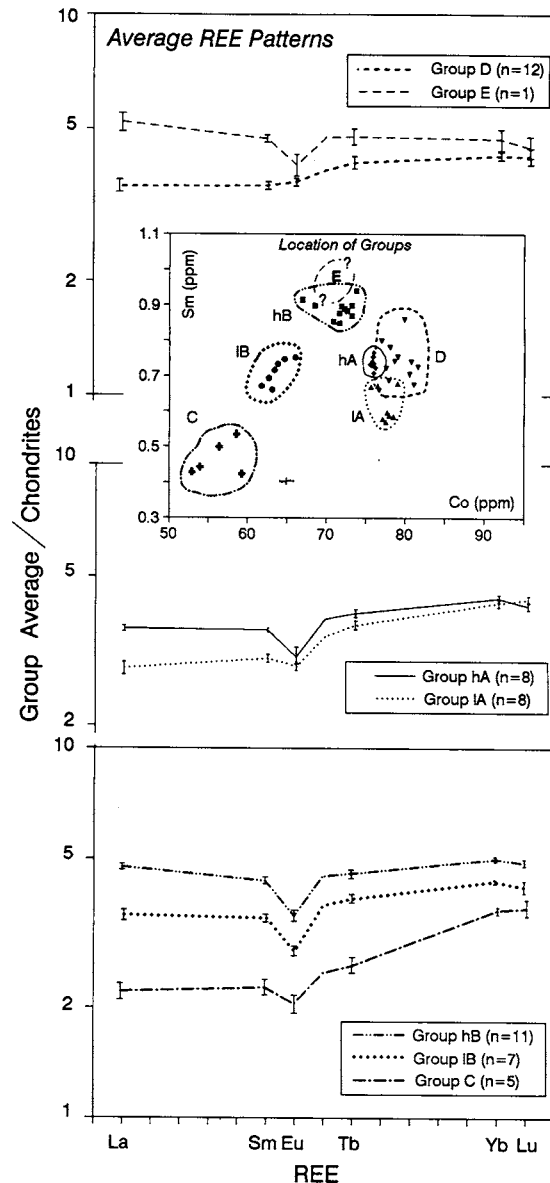 Average REE Patterns
Group D (n=12)
Group E (n=1)
10
5
2
1
Location of Groups
Sm (ppm)
1.1
0.9
0.7
0.5
0.3
E
?
?
hB
lB
hA
D
lA
C
50
60
70
80
90
Co (ppm)
Group Average / Chondrites
10
5
2
Group hA (n=8)
Group lA (n=8)
10
5
2
1
Group hB (n=11)
Group lB (n=7)
Group C (n=5)
La
Sm
Eu
Tb
Yb
Lu
REE